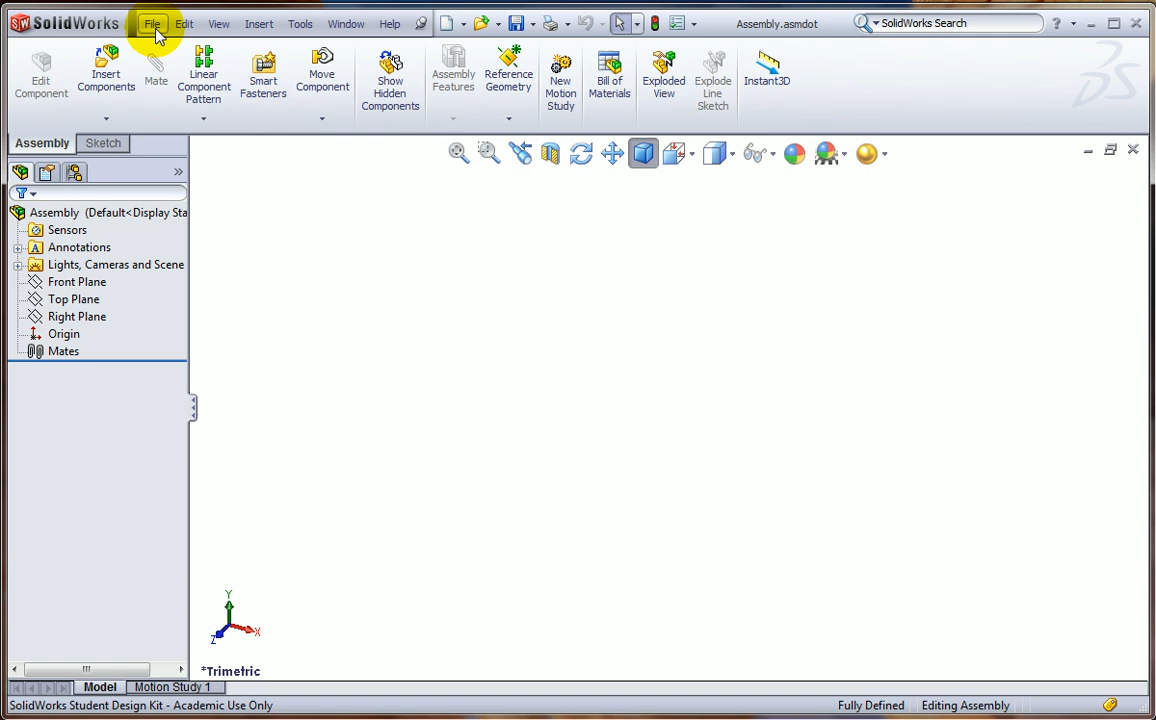 SolidWorks File Edit View Insert Tools Window Help Assembly.asmdot SolidWorks Search ?
Edit Component
Insert Components
Mate
Linear Component Pattern
Smart Fasteners
Move Component
Show Hidden Components
Assembly Features
Reference Geometry
New Motion Study
Bill of Materials
Exploded View
Explode Line Sketch
Instant3D
Assembly Sketch
Assembly (Default<Display Sta
Sensors
Annotations
Lights, Cameras and Scene
Front Plane
Top Plane
Right Plane
Origin
Mates
Y
X
Z
*Trimetric
Model Motion Study 1
SolidWorks Student Design Kit - Academic Use Only Fully Defined Editing Assembly